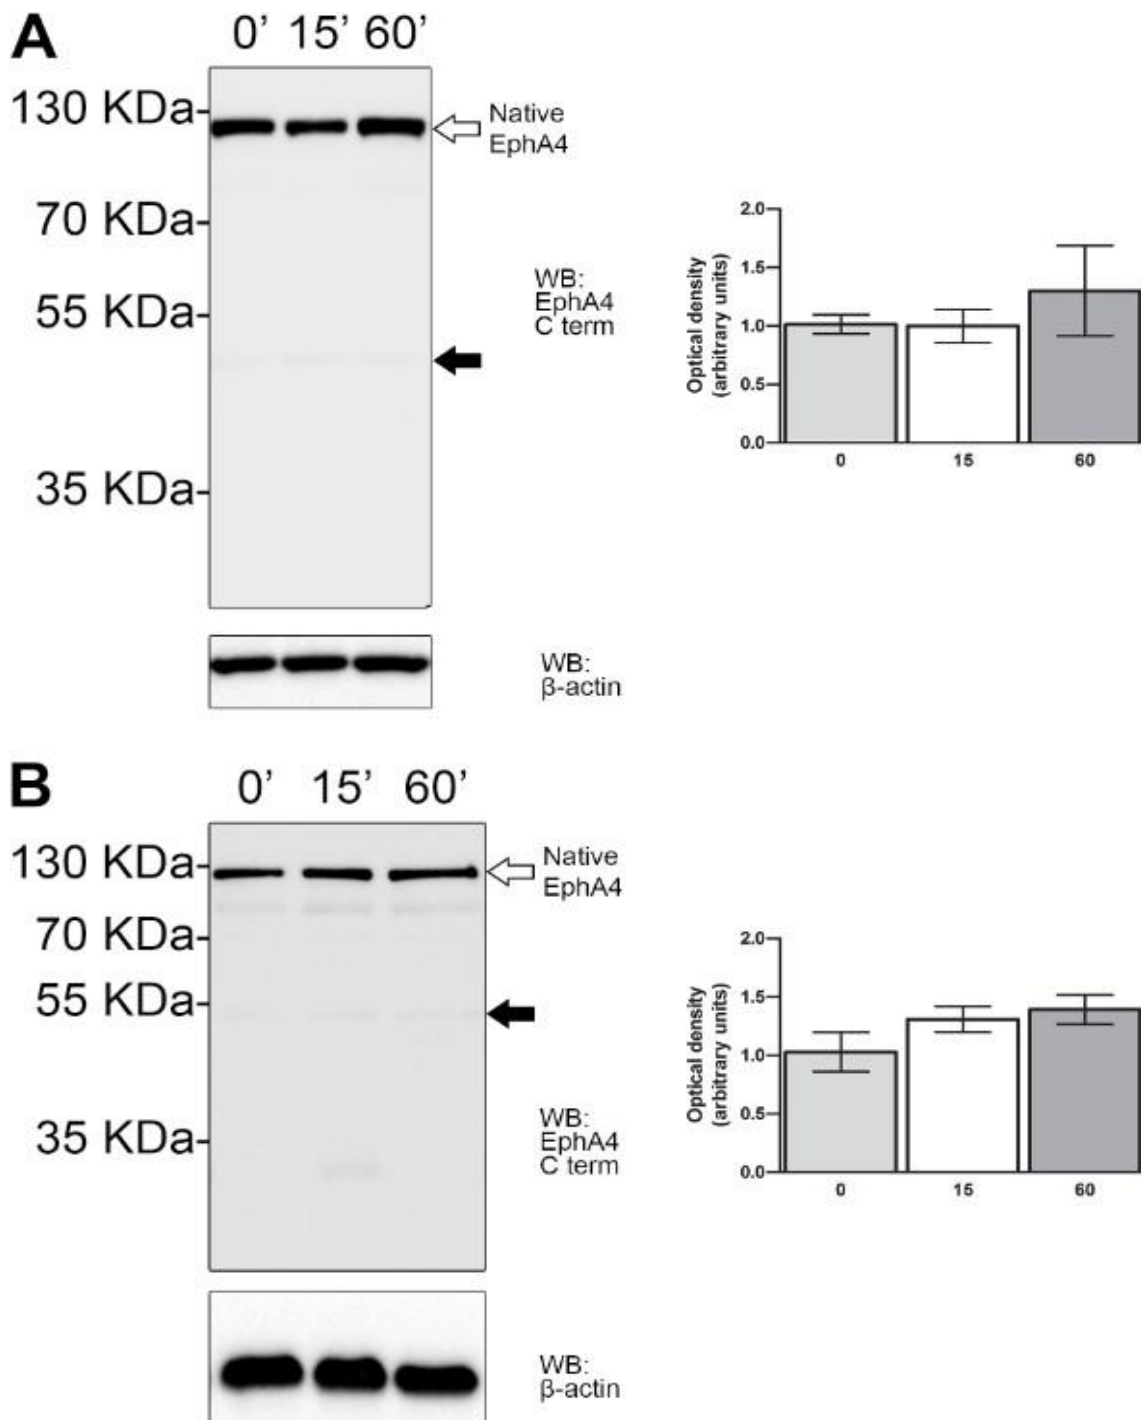 A
0’ 15’ 60’
130 KDa
Native
EphA4
70 KDa
WB:
EphA4
C term
55 KDa
35 KDa
WB:
β-actin
Optical density
(arbitrary units)
2.0
1.5
1.0
0.5
0.0
0 15 60
B
0’ 15’ 60’
130 KDa
Native
EphA4
70 KDa
55 KDa
35 KDa
WB:
EphA4
C term
WB:
β-actin
Optical density
(arbitrary units)
2.0
1.5
1.0
0.5
0.0
0 15 60